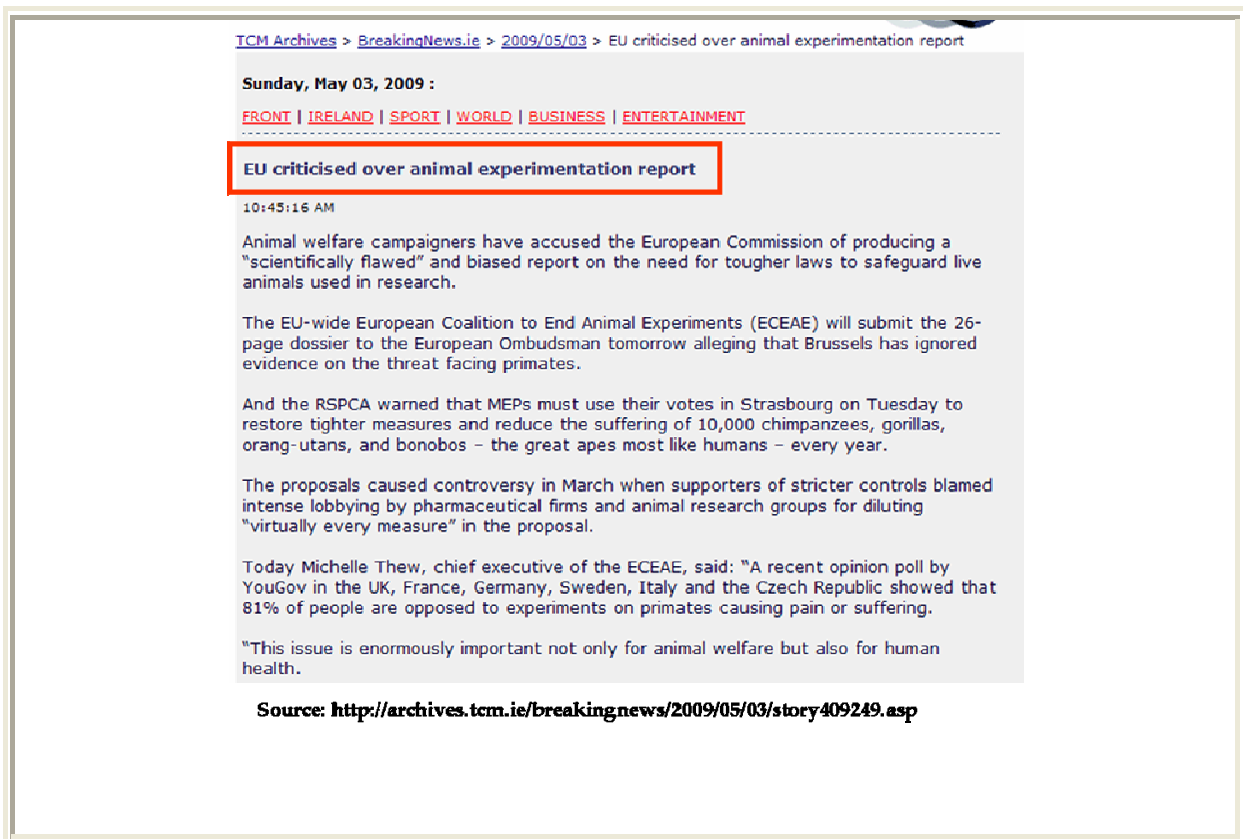 TCM Archives > BreakingNews.ie > 2009/05/03 > EU criticised over animal experimentation report
Sunday, May 03, 2009 :
FRONT | IRELAND | SPORT | WORLD | BUSINESS | ENTERTAINMENT
EU criticised over animal experimentation report
10:45:16 AM
Animal welfare campaigners have accused the European Commission of producing a
“scientifically flawed” and biased report on the need for tougher laws to safeguard live
animals used in research.
The EU-wide European Coalition to End Animal Experiments (ECEAE) will submit the 26-
page dossier to the European Ombudsman tomorrow alleging that Brussels has ignored
evidence on the threat facing primates.
And the RSPCA warned that MEPs must use their votes in Strasbourg on Tuesday to
restore tighter measures and reduce the suffering of 10,000 chimpanzees, gorillas,
orang-utans, and bonobos – the great apes most like humans – every year.
The proposals caused controversy in March when supporters of stricter controls blamed
intense lobbying by pharmaceutical firms and animal research groups for diluting
“virtually every measure” in the proposal.
Today Michelle Thew, chief executive of the ECEAE, said: “A recent opinion poll by
YouGov in the UK, France, Germany, Sweden, Italy and the Czech Republic showed that
81% of people are opposed to experiments on primates causing pain or suffering.
“This issue is enormously important not only for animal welfare but also for human
health.
Source: http://archives.tcm.ie/breakingnews/2009/05/03/story409249.asp